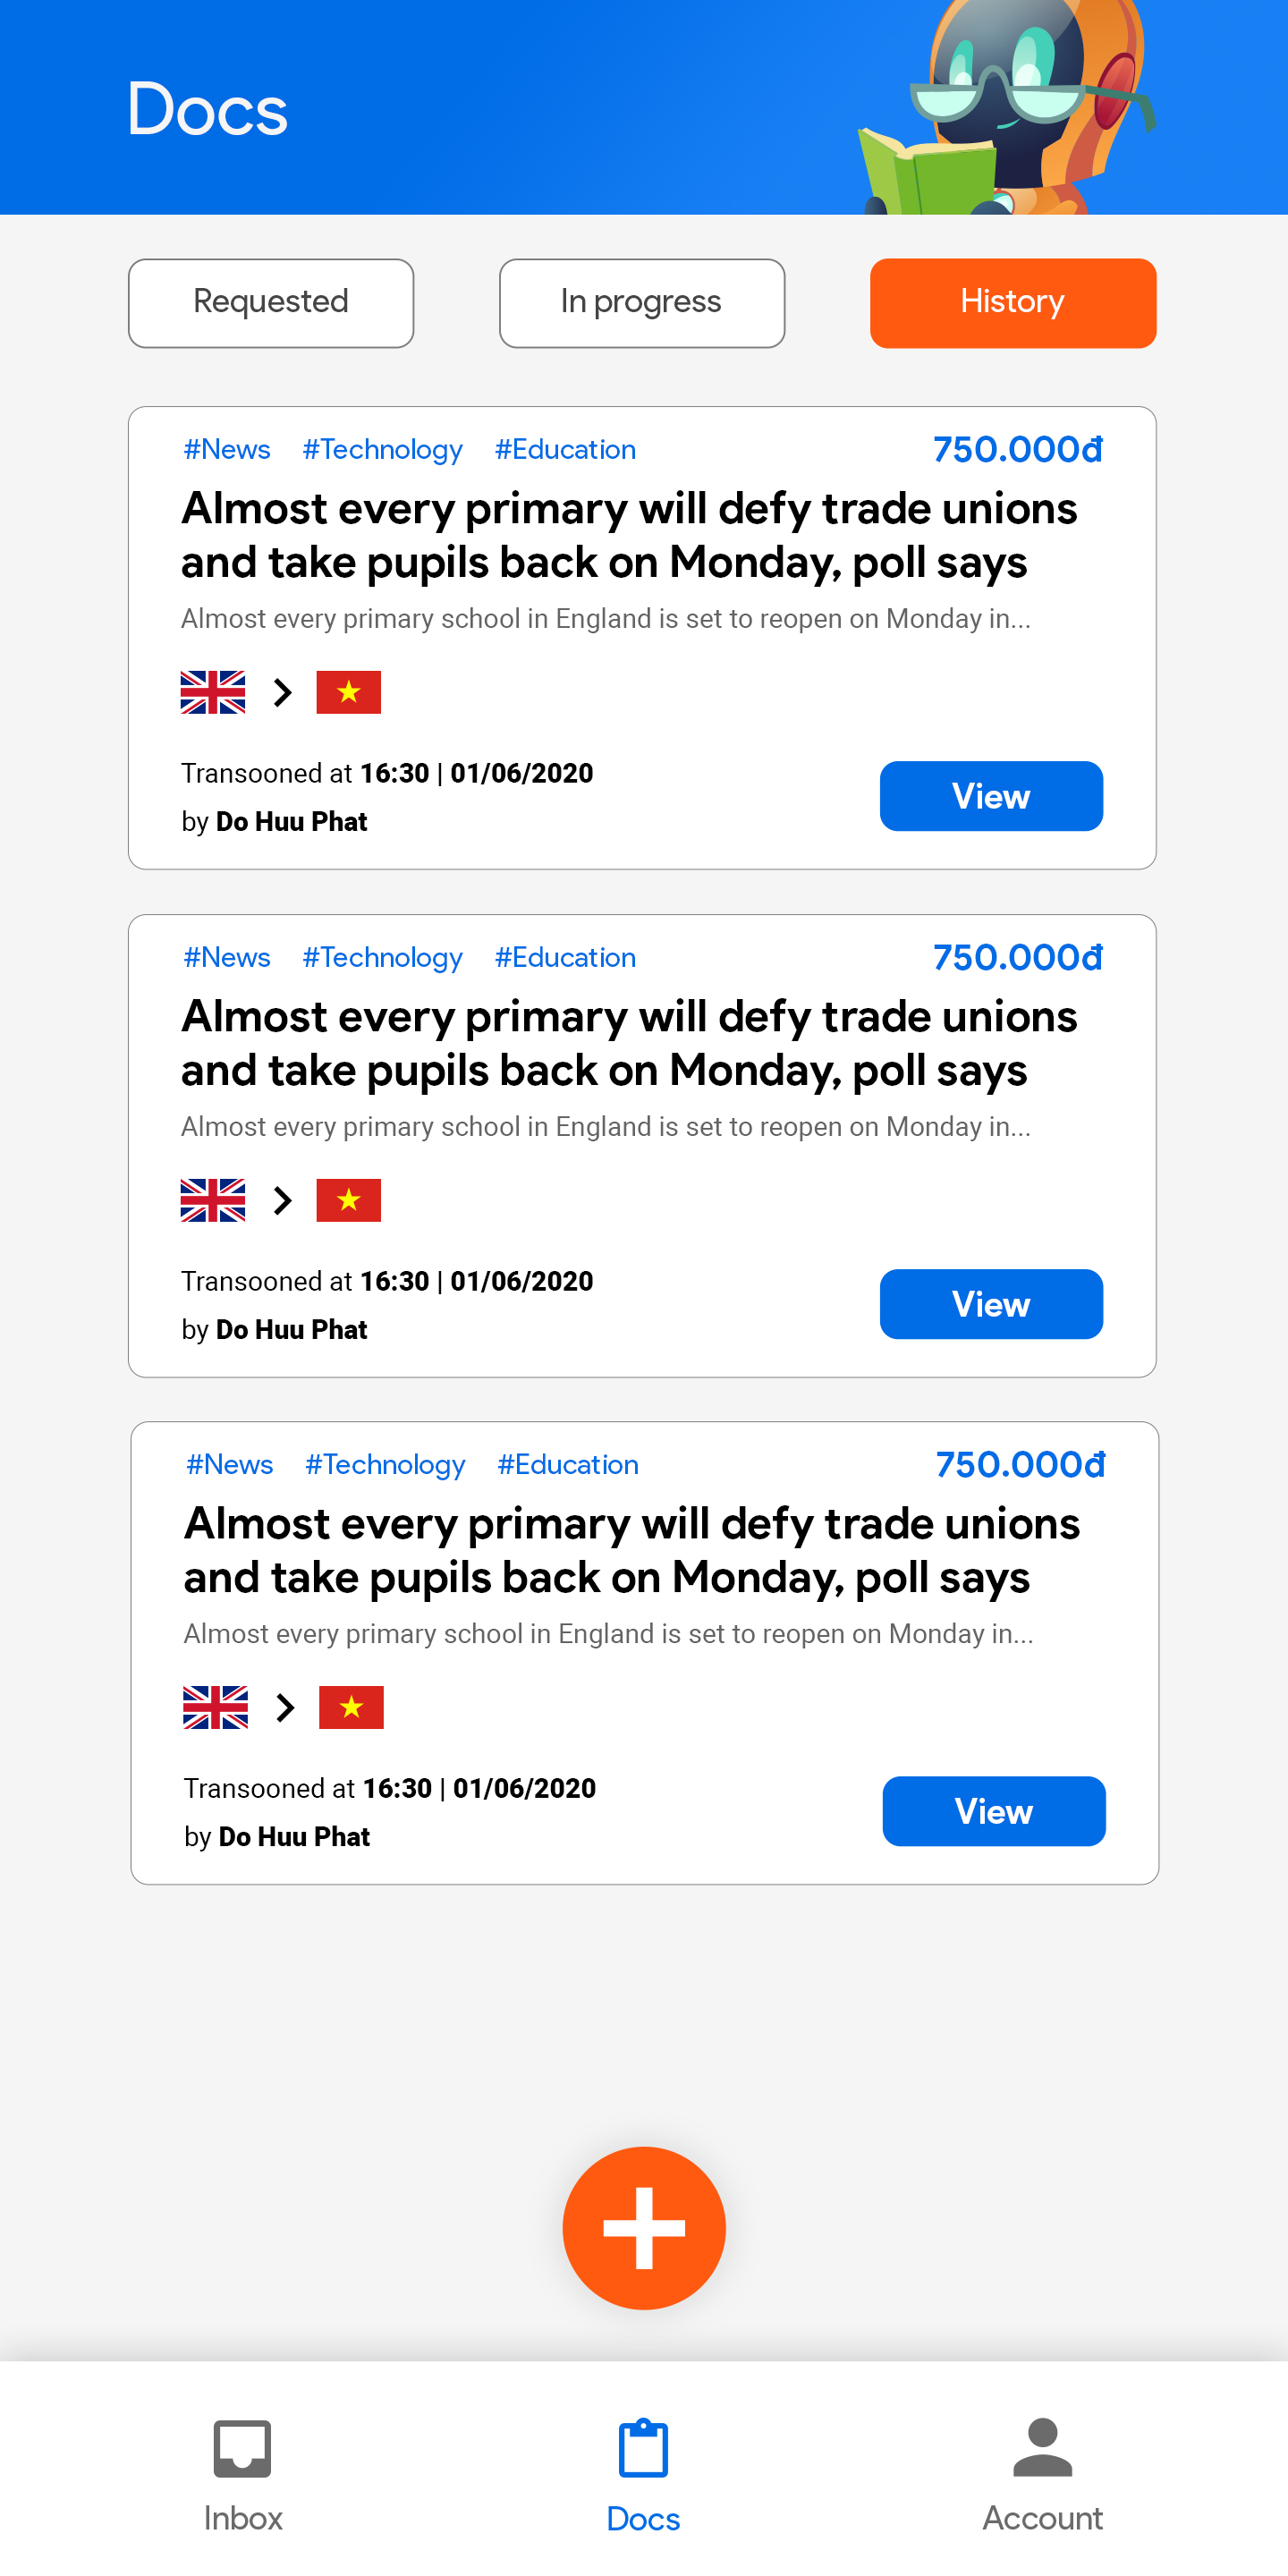 Docs
Requested In progress History
#News #Technology #Education 750.000đ
Almost every primary will defy trade unions
and take pupils back on Monday, poll says
Almost every primary school in England is set to reopen on Monday in...
Transooned at 16:30 | 01/06/2020
by Do Huu Phat
View
#News #Technology #Education 750.000đ
Almost every primary will defy trade unions
and take pupils back on Monday, poll says
Almost every primary school in England is set to reopen on Monday in...
Transooned at 16:30 | 01/06/2020
by Do Huu Phat
View
#News #Technology #Education 750.000đ
Almost every primary will defy trade unions
and take pupils back on Monday, poll says
Almost every primary school in England is set to reopen on Monday in...
Transooned at 16:30 | 01/06/2020
by Do Huu Phat
View
Inbox Docs Account